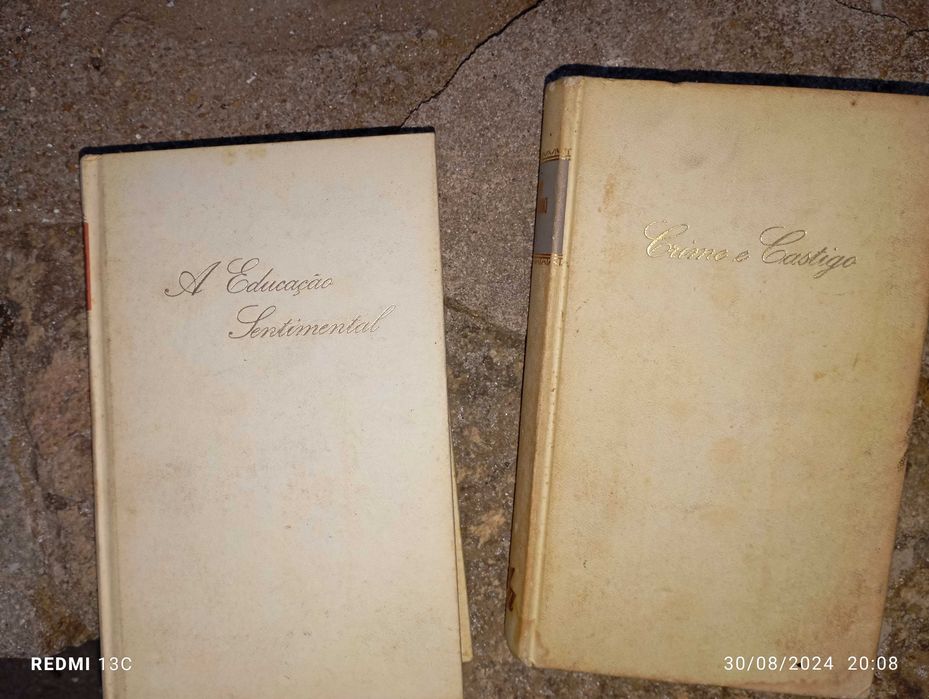 A Educação
Sentimental
Crime e Castigo
REDMI 13C
30/08/2024 20:08